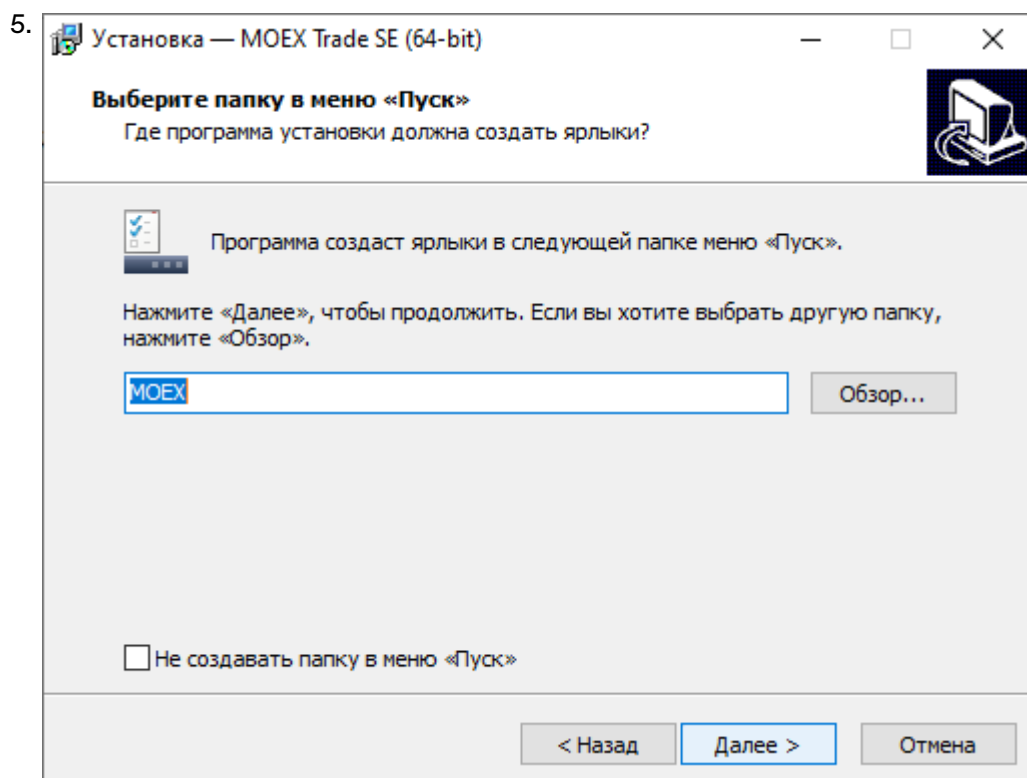 5.
Установка — MOEX Trade SE (64-bit)
Выберите папку в меню «Пуск»
Где программа установки должна создать ярлыки?
Программа создаст ярлыки в следующей папке меню «Пуск».
Нажмите «Далее», чтобы продолжить. Если вы хотите выбрать другую папку,
нажмите «Обзор».
MOEX
Обзор...
Не создавать папку в меню «Пуск»
< Назад
Далее >
Отмена